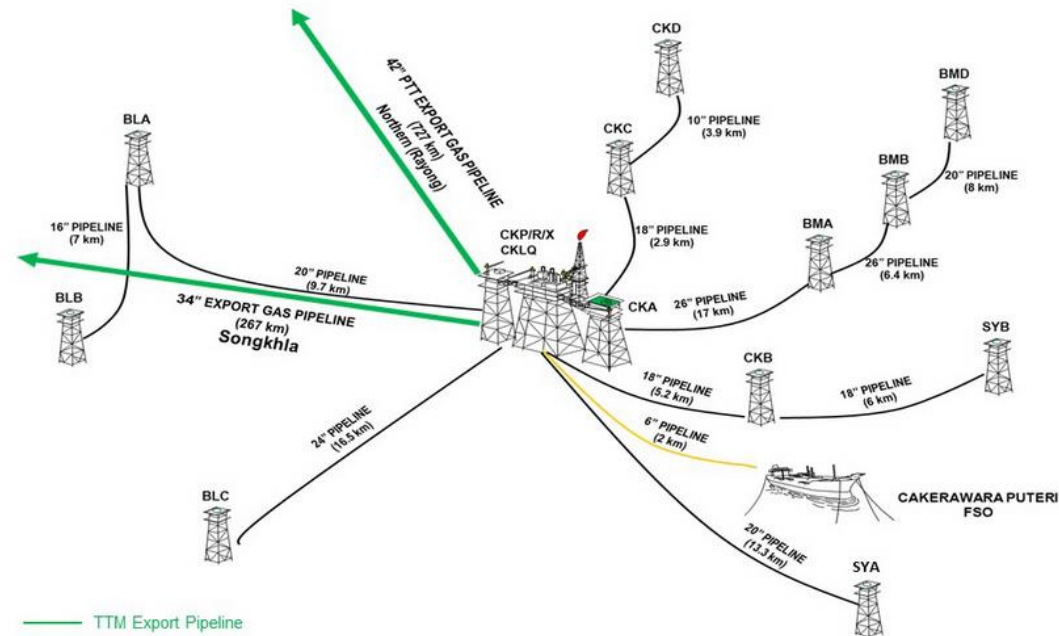 CKD
42" PTT EXPORT GAS PIPELINE
(727 km)
Northern (Rayong)
BMD
10" PIPELINE
(3.9 km)
BLA
CKC
BMB
20" PIPELINE
(8 km)
16" PIPELINE
(7 km)
18" PIPELINE
(2.9 km)
BMA
CKP/R/X
CKLQ
26" PIPELINE
(6.4 km)
20" PIPELINE
(9.7 km)
BLB
34" EXPORT GAS PIPELINE
(267 km)
Songkhla
CKA
26" PIPELINE
(17 km)
SYB
CKB
18" PIPELINE
(5.2 km)
18" PIPELINE
(6 km)
6" PIPELINE
(2 km)
24" PIPELINE
(16.5 km)
BLC
CAKERAWARA PUTERI
FSO
20" PIPELINE
(13.3 km)
SYA
TTM Export Pipeline